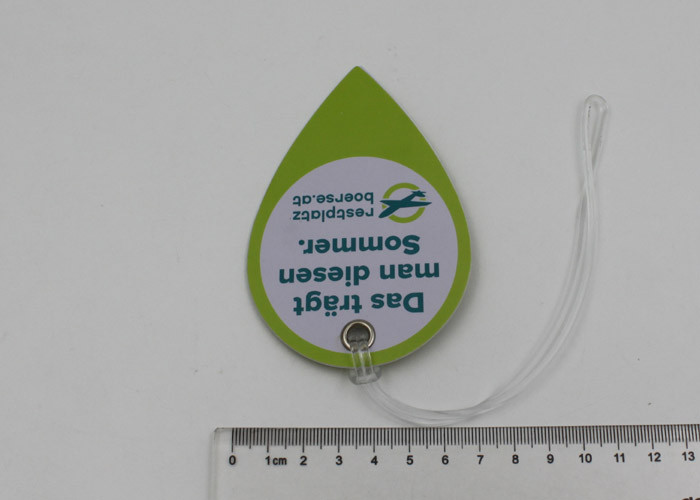 Das trägt
man diesen
Sommer.
restplatz
boerse.at
0 1cm 2 3 4 5 6 7 8 9 10 11 12 13